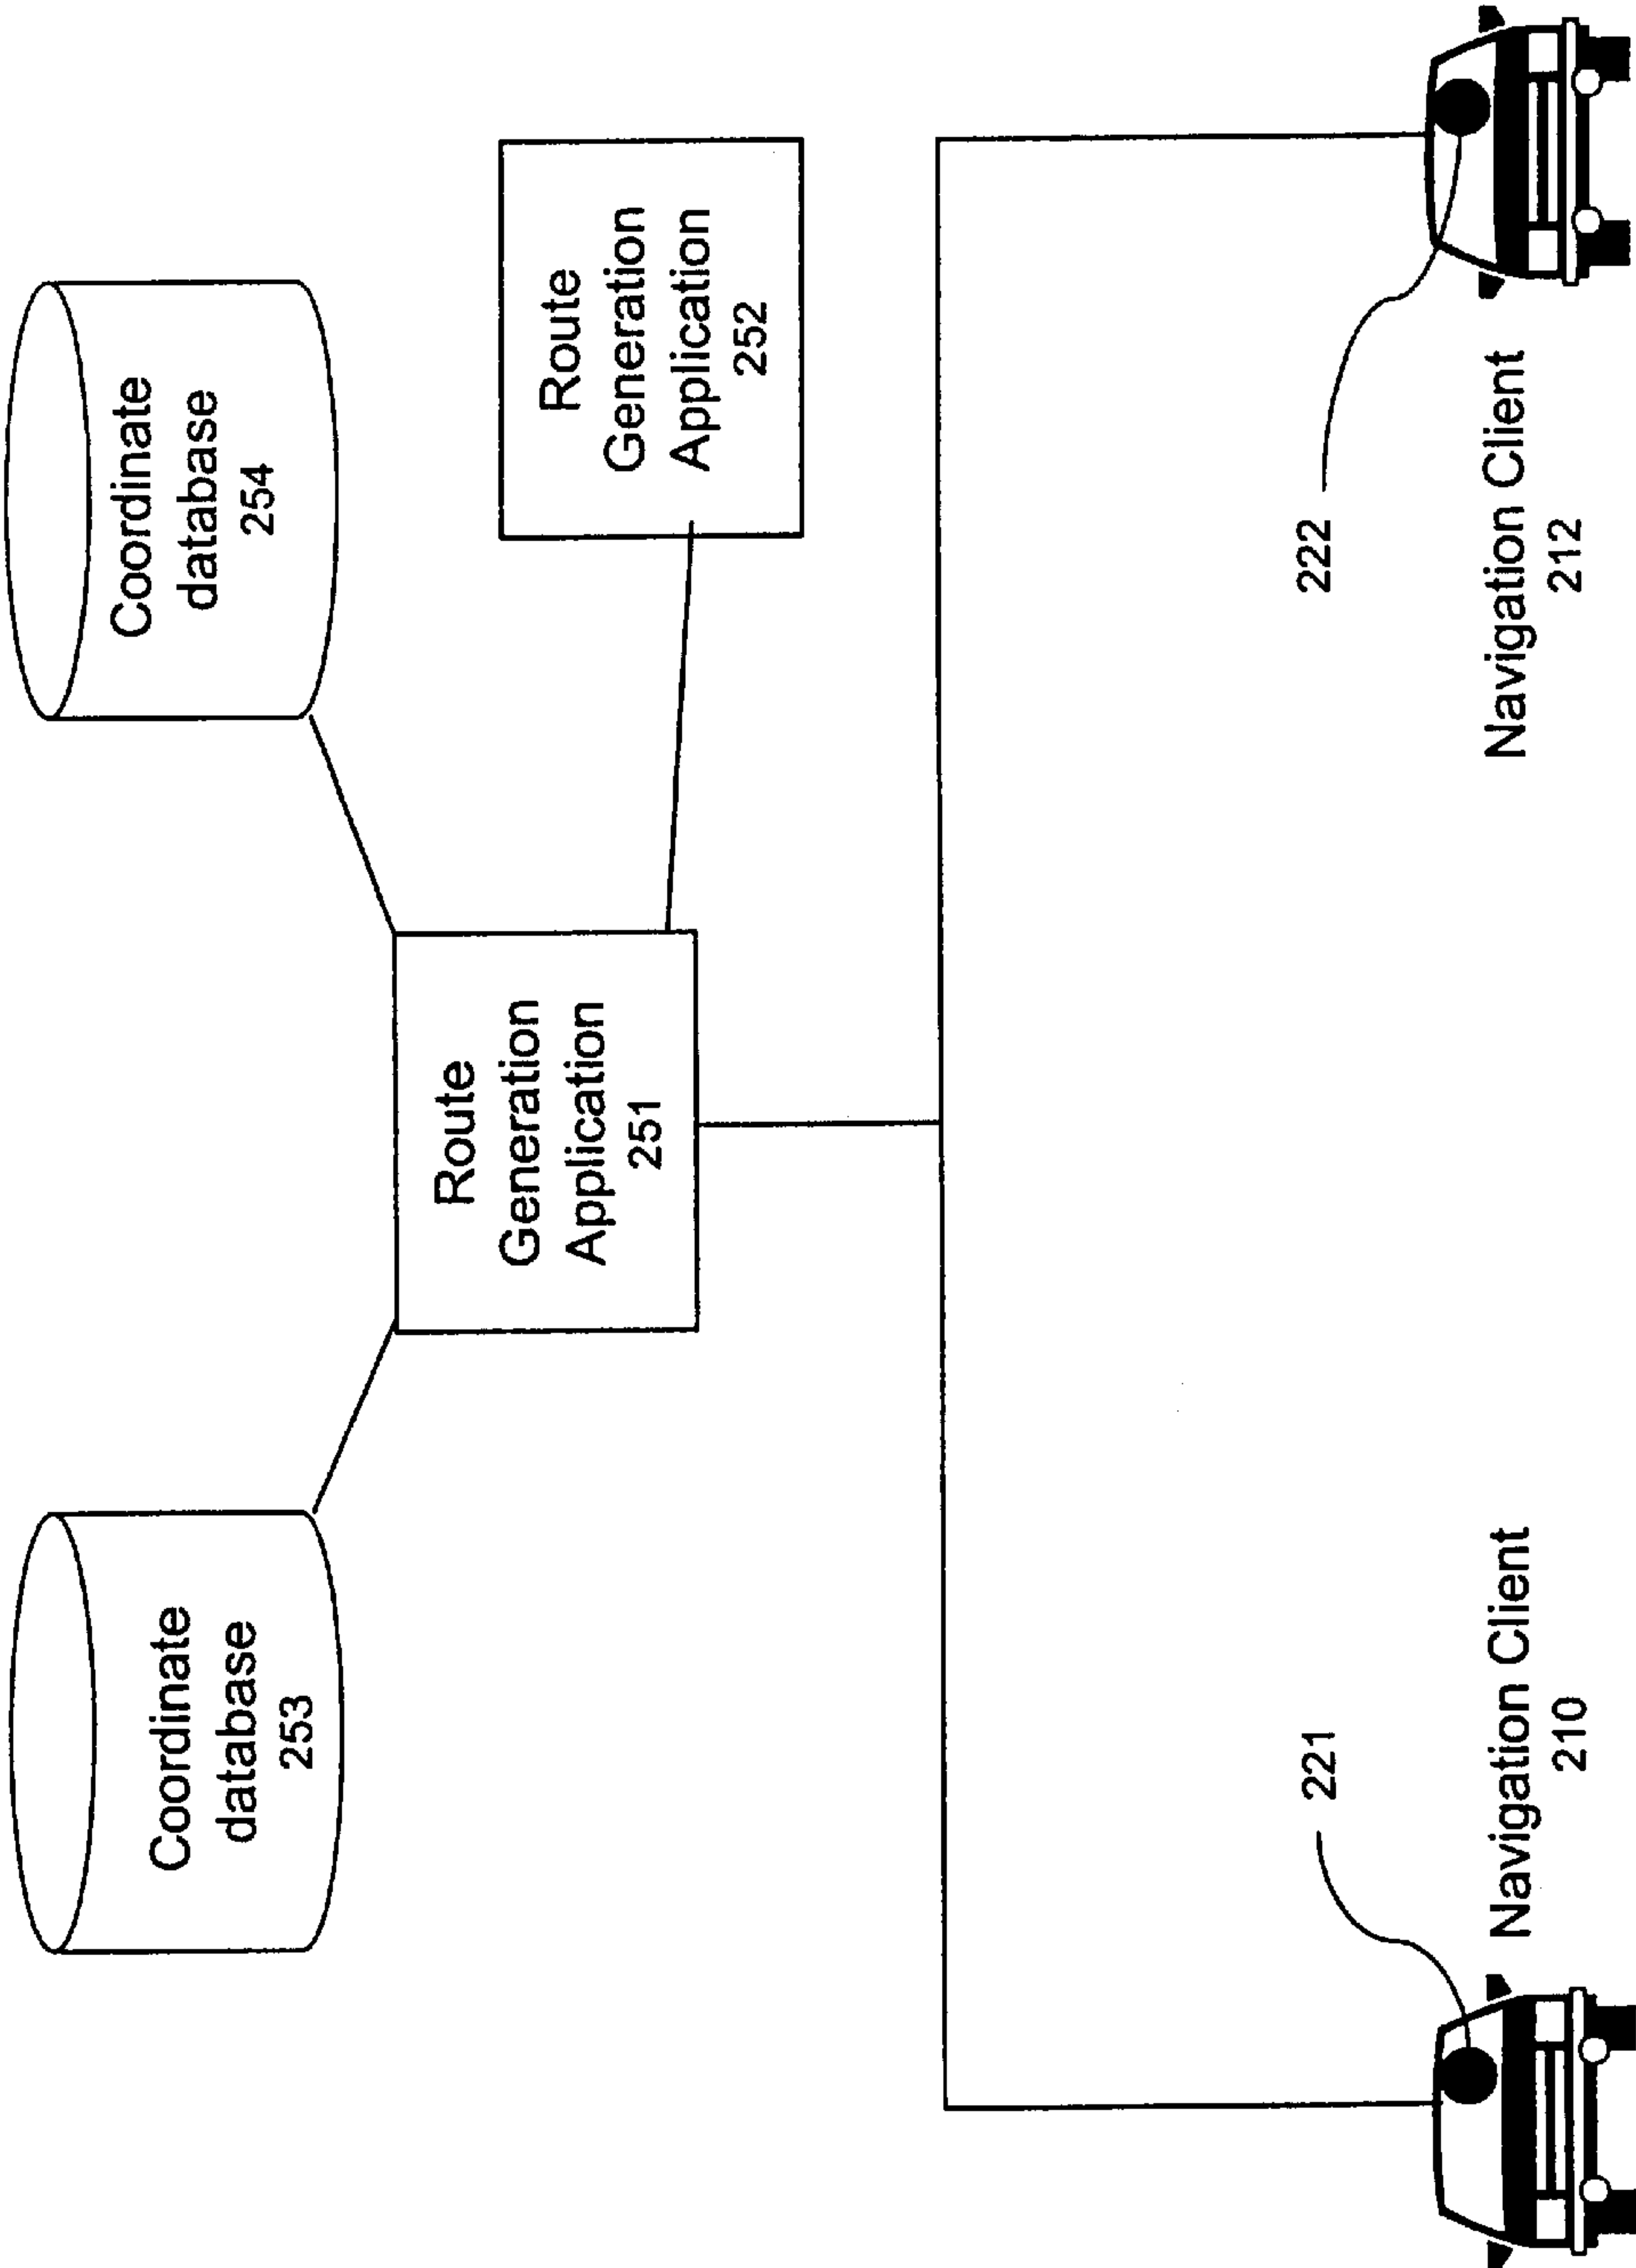 Coordinate
database
253
Coordinate
database
254
Route
Generation
Application
251
Route
Generation
Application
252
221
222
Navigation Client
210
Navigation Client
212